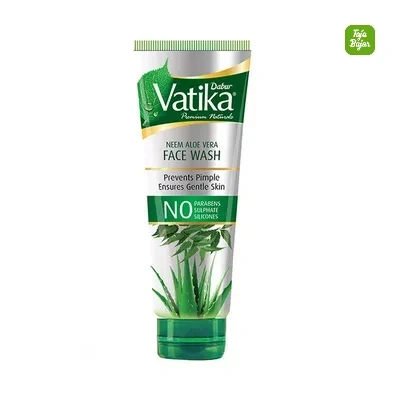 Taja
Bajar
Dabur
Vatika
Premium Naturals
NEEM ALOE VERA
FACE WASH
Prevents Pimple
Ensures Gentle Skin
NO PARABENS
SULPHATE
SILICONES